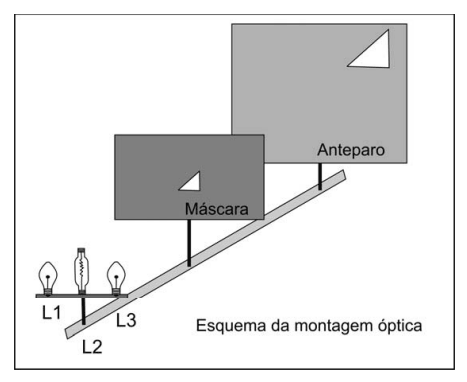 Anteparo
Máscara
L1
L3
L2
Esquema da montagem óptica